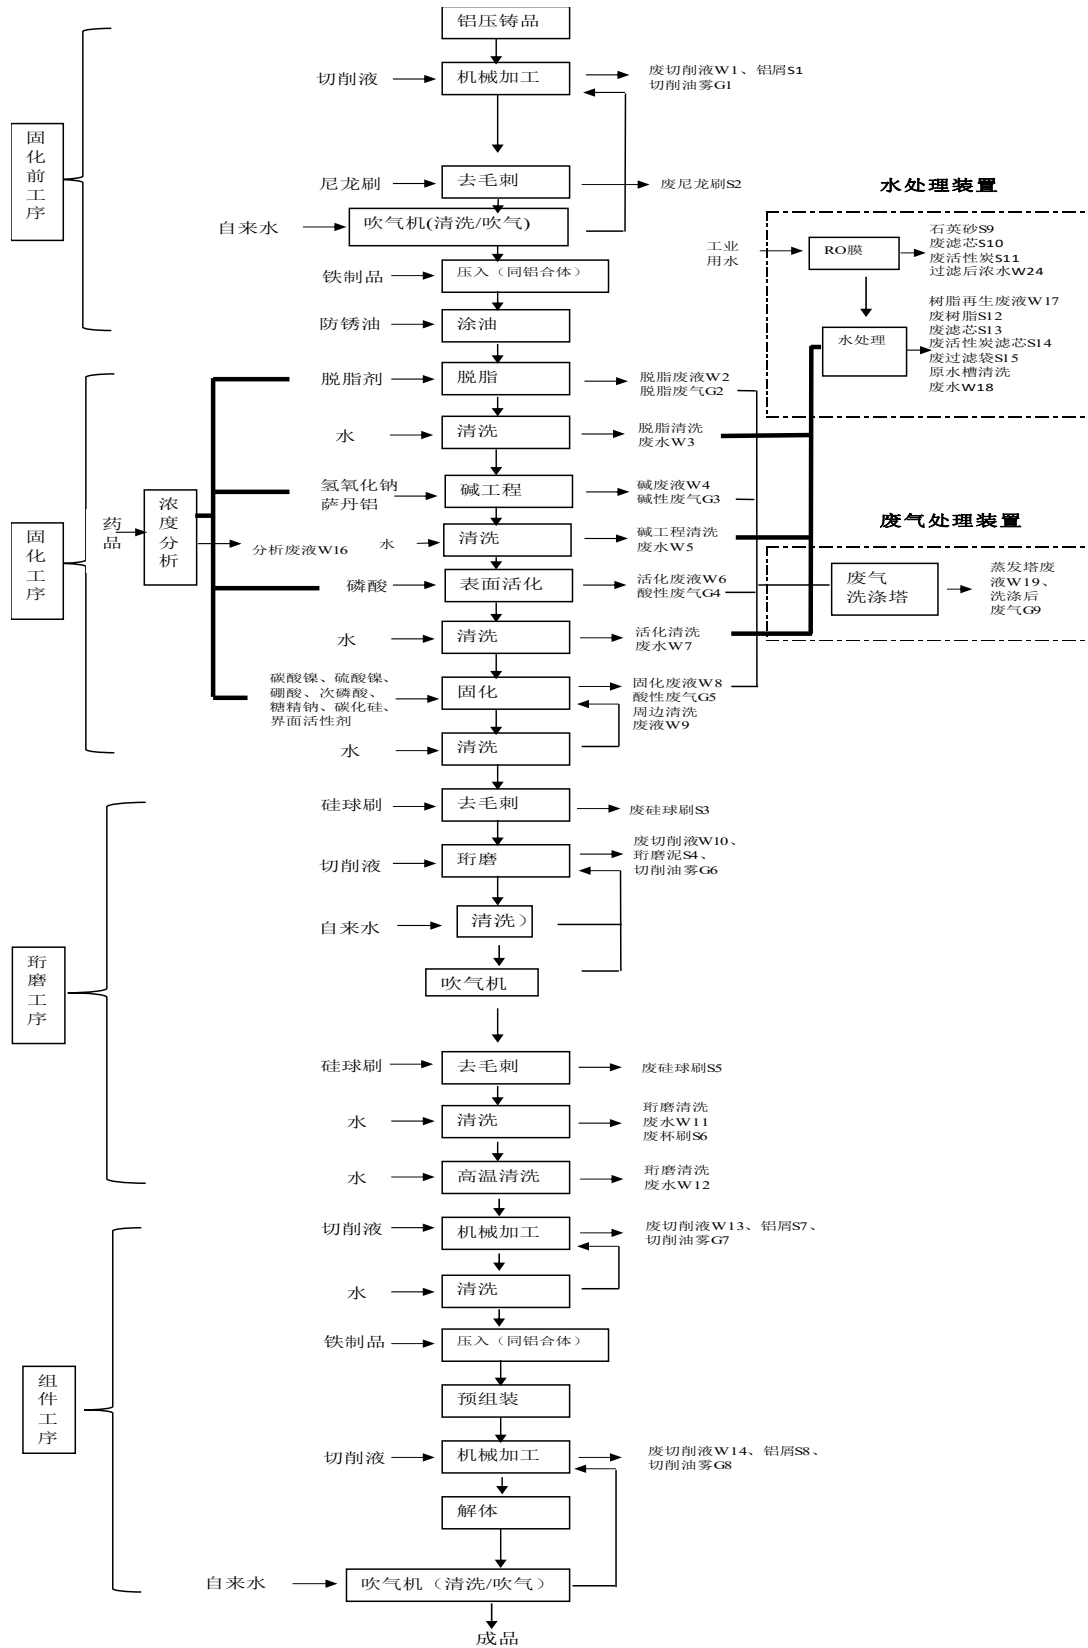 铝压铸品
切削液
机械加工
废切削液W1、铝屑S1
切削油雾G1
固
化
前
工
序
尼龙刷
去毛刺
废尼龙刷S2
自来水
吹气机(清洗/吹气)
铁制品
压入（同铝合体）
防锈油
涂油
水处理装置
工业
用水
RO膜
石英砂S9
废滤芯S10
废活性炭S11
过滤后浓水W24
水处理
树脂再生废液W17
废树脂S12
废滤芯S13
废活性炭滤芯S14
废过滤袋S15
原水槽清洗
废水W18
固
化
工
序
药
品
浓
度
分
析
分析废液W16
脱脂剂
脱脂
脱脂废液W2
脱脂废气G2
水
清洗
脱脂清洗
废水W3
氢氧化钠
萨丹铝
碱工程
碱废液W4
碱性废气G3
水
清洗
碱工程清洗
废水W5
磷酸
表面活化
活化废液W6
酸性废气G4
水
清洗
活化清洗
废水W7
碳酸镍、硫酸镍、
硼酸、次磷酸、
糖精钠、碳化硅、
界面活性剂
固化
固化废液W8
酸性废气G5
周边清洗
废液W9
水
清洗
废气处理装置
废气
洗涤塔
蒸发塔废
液W19、
洗涤后
废气G9
珩
磨
工
序
硅球刷
去毛刺
废硅球刷S3
切削液
珩磨
废切削液W10、
珩磨泥S4、
切削油雾G6
自来水
清洗）
吹气机
硅球刷
去毛刺
废硅球刷S5
水
清洗
珩磨清洗
废水W11
废杯刷S6
水
高温清洗
珩磨清洗
废水W12
组
件
工
序
切削液
机械加工
废切削液W13、铝屑S7、
切削油雾G7
水
清洗
铁制品
压入（同铝合体）
预组装
切削液
机械加工
废切削液W14、铝屑S8、
切削油雾G8
解体
自来水
吹气机（清洗/吹气）
成品